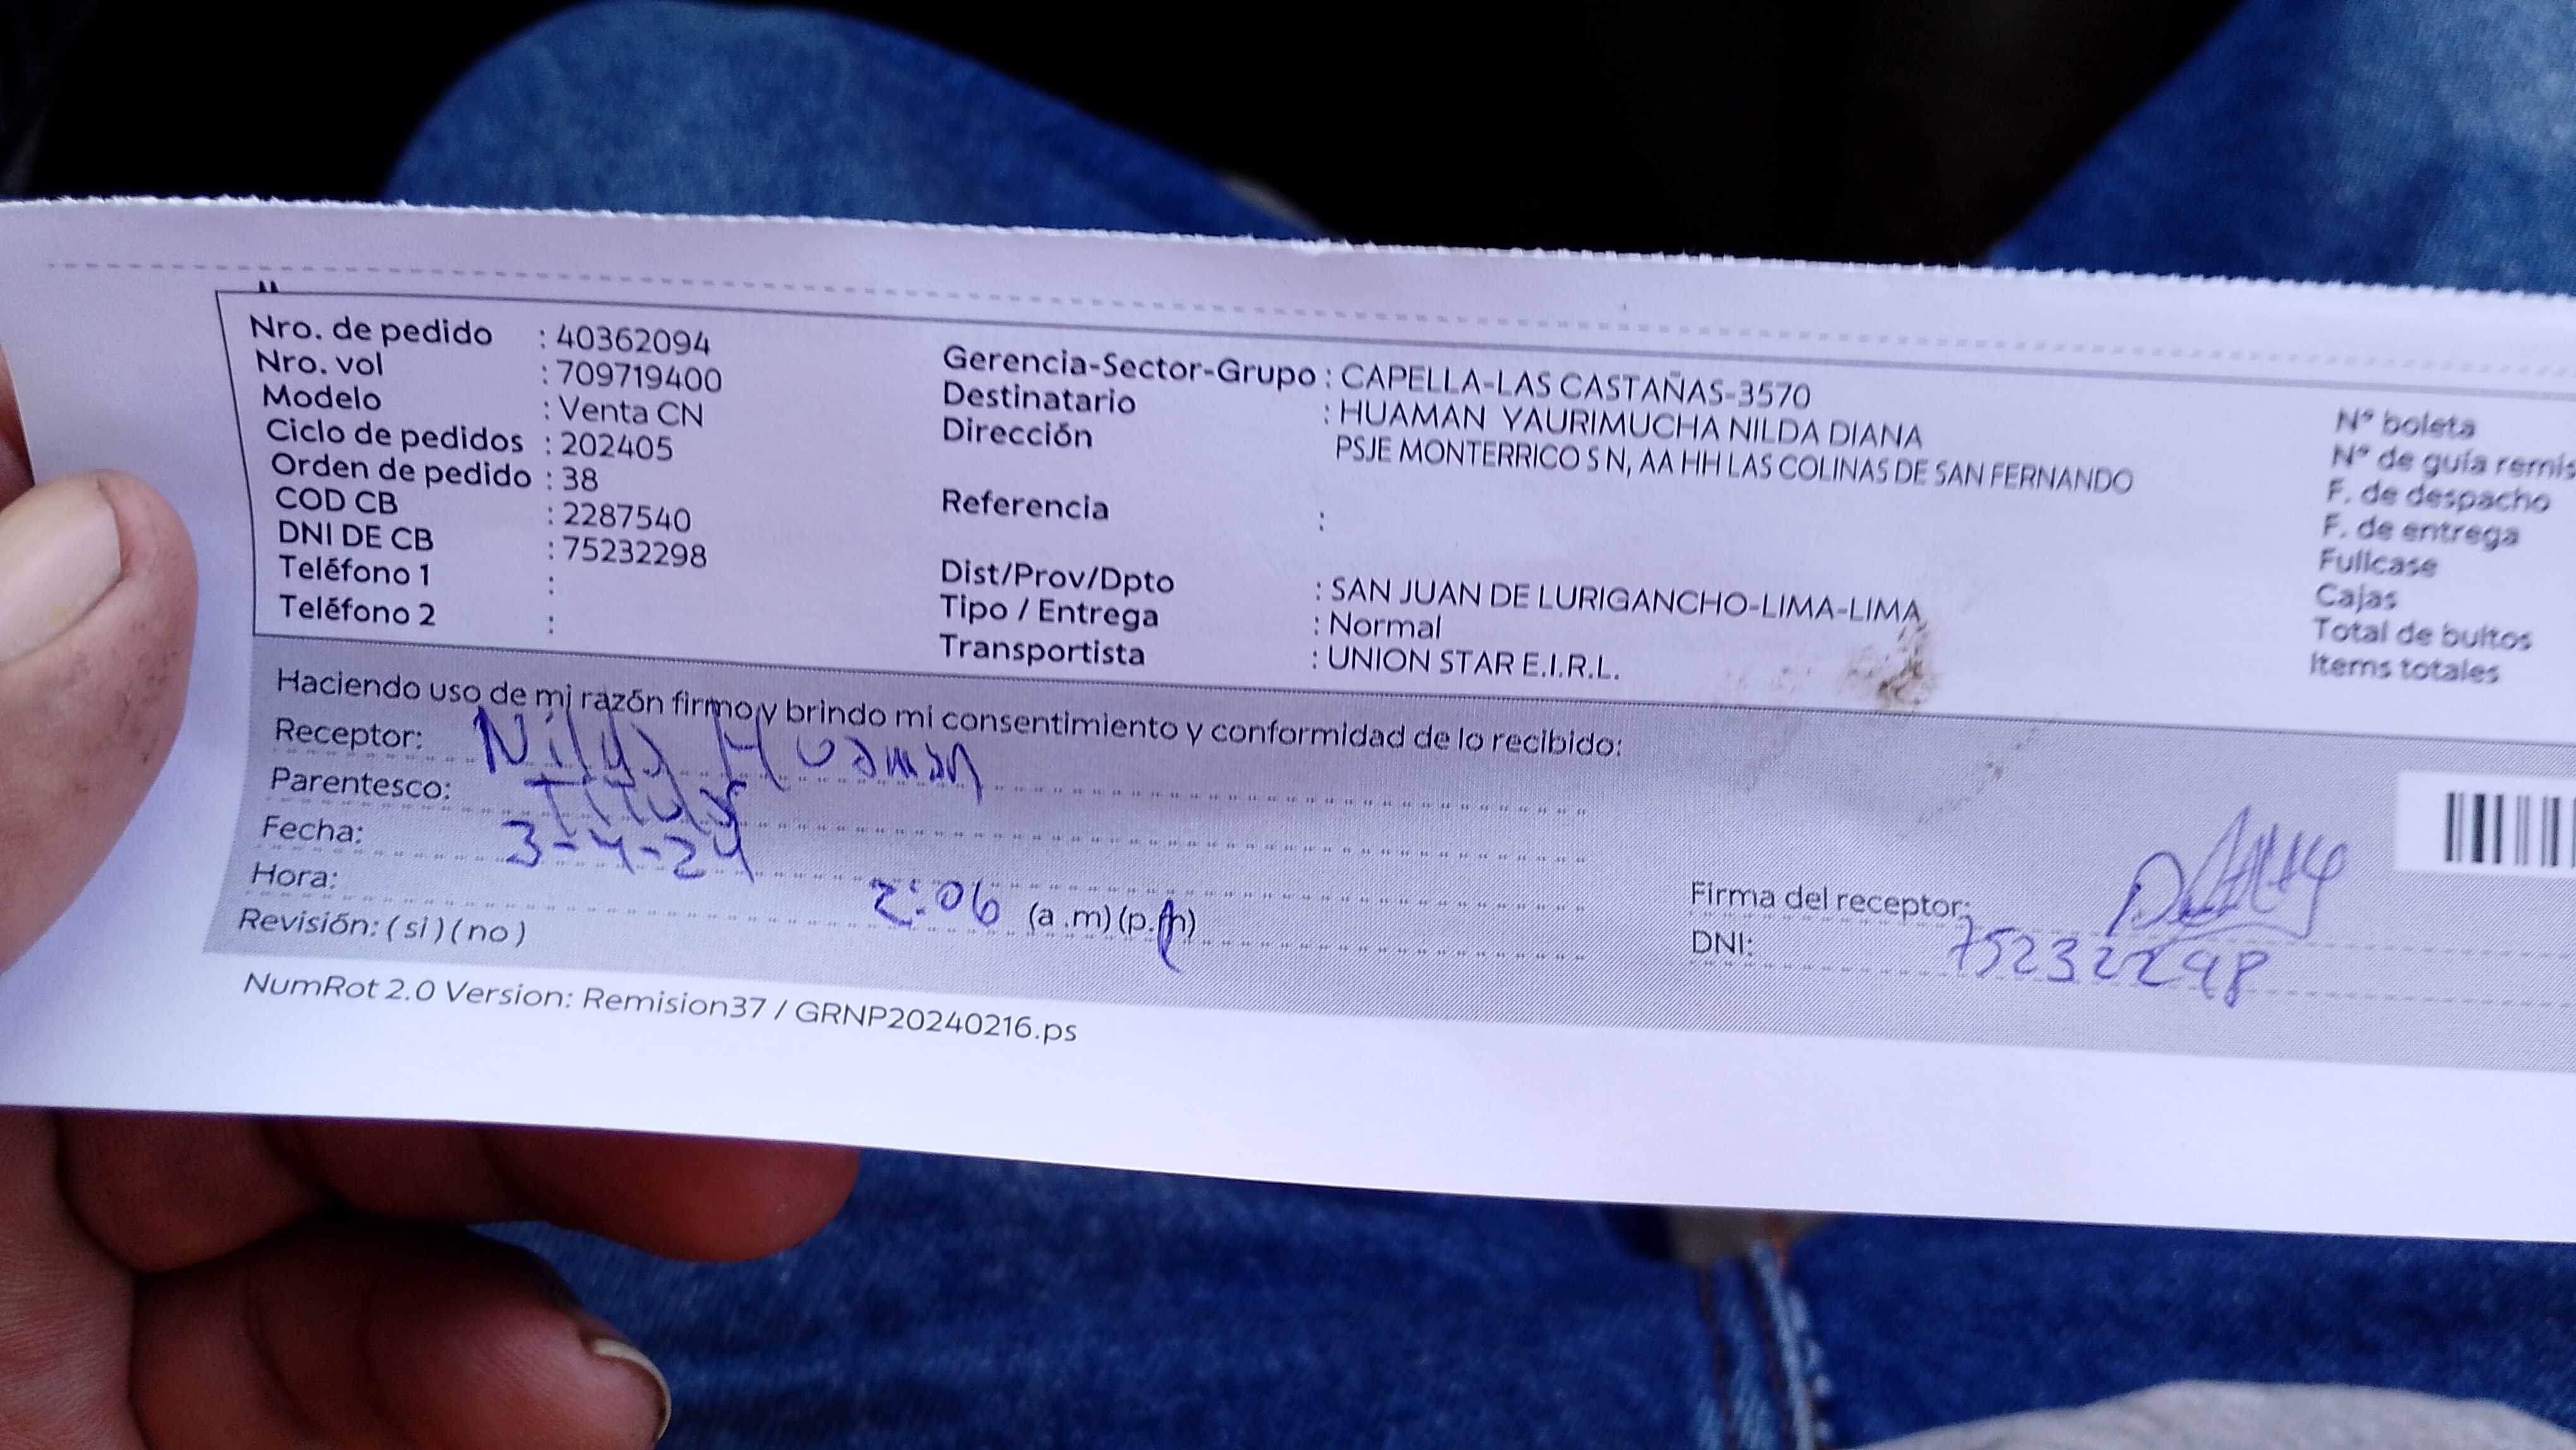 Nro. de pedido : 40362094
Nro. vol : 709719400
Modelo : Venta CN
Ciclo de pedidos : 202405
Orden de pedido : 38
COD CB : 2287540
DNI DE CB : 75232298
Teléfono 1 :
Teléfono 2 :
Gerencia-Sector-Grupo : CAPELLA-LAS CASTAÑAS-3570
Destinatario : HUAMAN YAURIMUCHA NILDA DIANA
Dirección PSJE MONTERRICO S N, AA HH LAS COLINAS DE SAN FERNANDO
Referencia :
Dist/Prov/Dpto : SAN JUAN DE LURIGANCHO-LIMA-LIMA
Tipo / Entrega : Normal
Transportista : UNION STAR E.I.R.L.
N° boleta
N° de guía remis
F. de despacho
F. de entrega
Fullcase
Cajas
Total de bultos
Items totales
Haciendo uso de mi razón firmo y brindo mi consentimiento y conformidad de lo recibido:
Receptor: Nilda Huaman
Parentesco: Titular
Fecha: 3-4-24
Hora: 2:06 (a .m) (p.m)
Revisión: ( si ) ( no )
Firma del receptor:
DNI: 75232298
NumRot 2.0 Version: Remision37 / GRNP20240216.ps